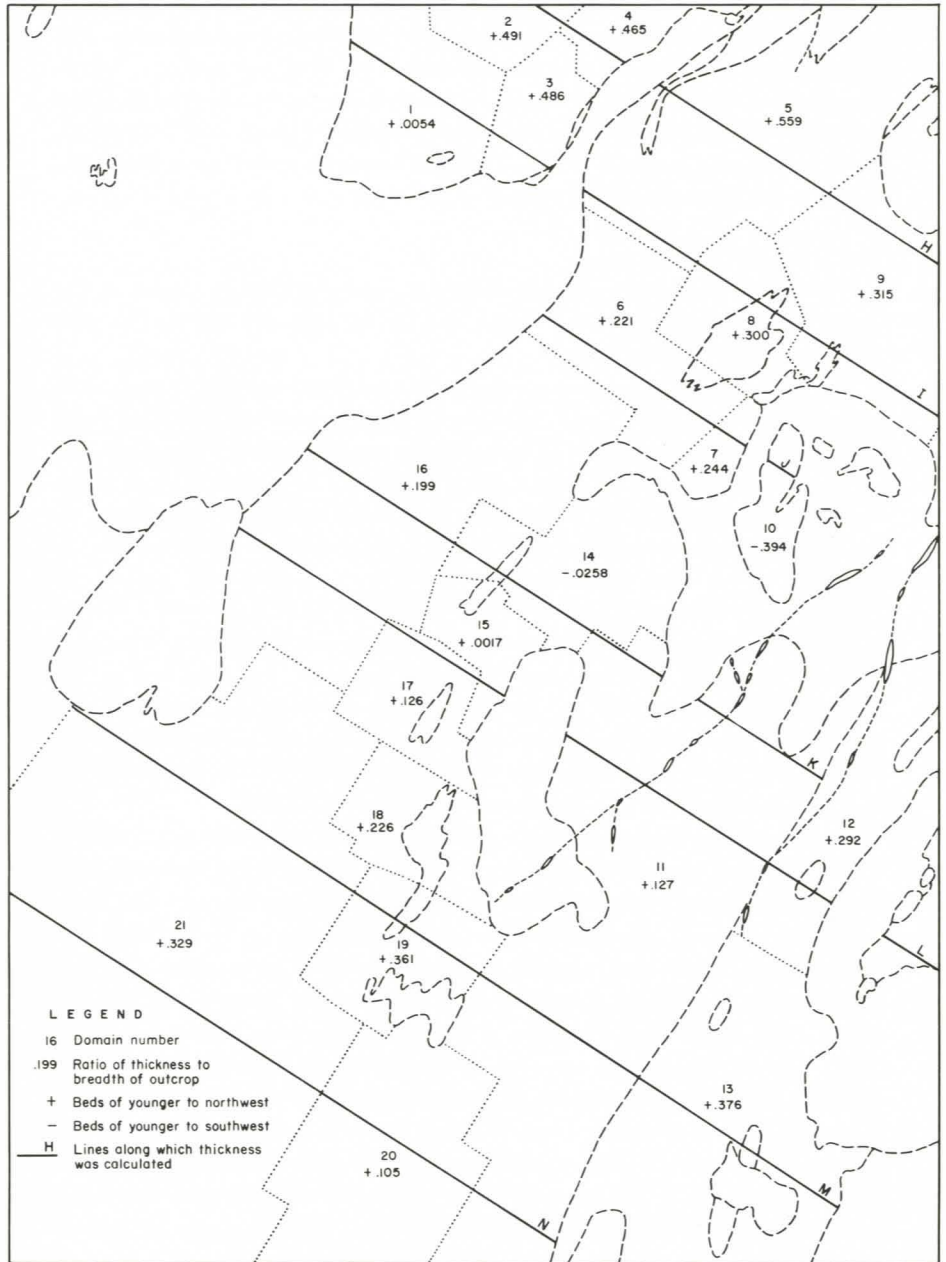 2
+.491
4
+.465
3
+.486
1
+.0054
5
+.559
H
9
+.315
6
+.221
8
+.300
I
7
+.244
J
16
+.199
10
-.394
14
-.0258
15
+.0017
17
+.126
K
18
+.226
12
+.292
11
+.127
L
21
+.329
19
+.361
13
+.376
M
20
+.105
N
LEGEND
16 Domain number
.199 Ratio of thickness to
breadth of outcrop
+ Beds of younger to northwest
- Beds of younger to southwest
H Lines along which thickness
was calculated